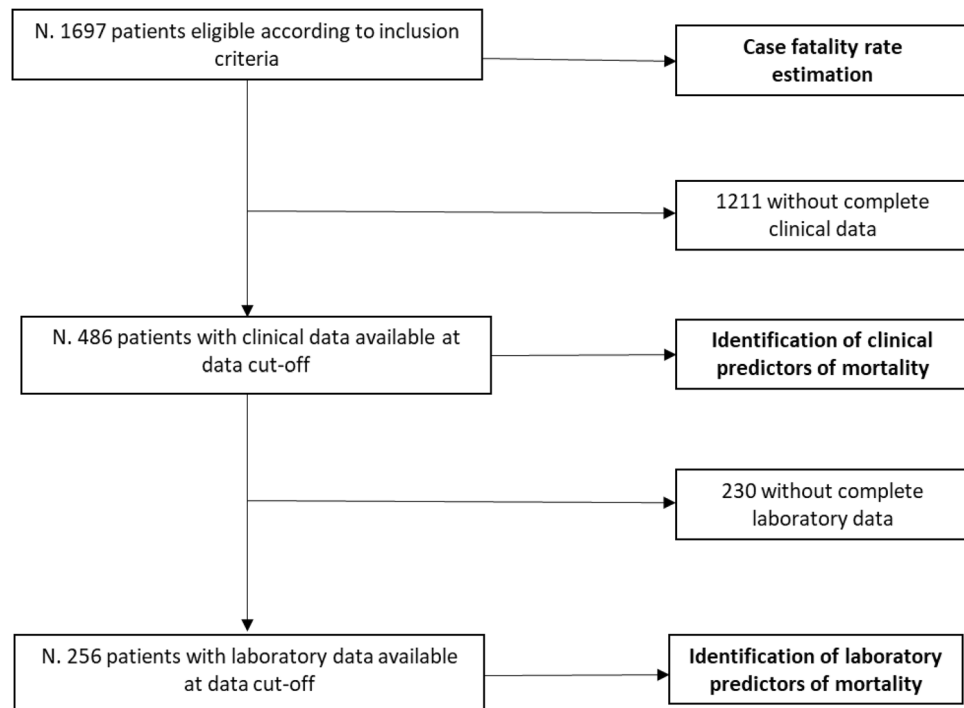 N. 1697 patients eligible according to inclusion
criteria
Case fatality rate
estimation
1211 without complete
clinical data
N. 486 patients with clinical data available at
data cut-off
Identification of clinical
predictors of mortality
230 without complete
laboratory data
N. 256 patients with laboratory data available
at data cut-off
Identification of laboratory
predictors of mortality